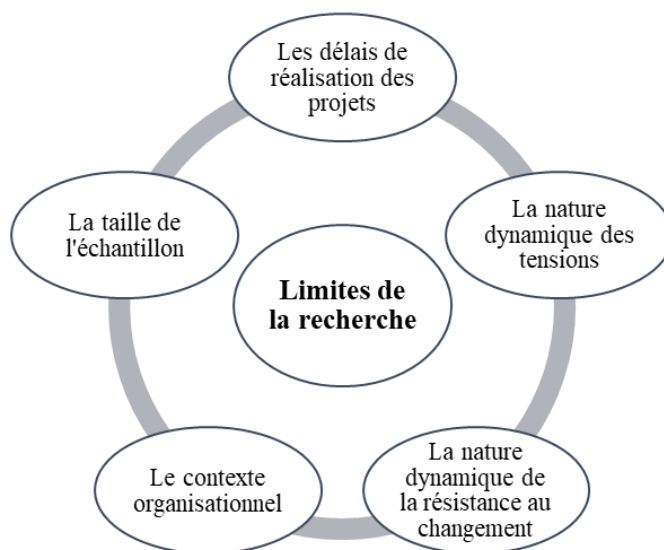 Les délais de
réalisation des
projets
La taille de
l'échantillon
La nature
dynamique des
tensions
Limites de
la recherche
Le contexte
organisationnel
La nature
dynamique de
la résistance au
changement